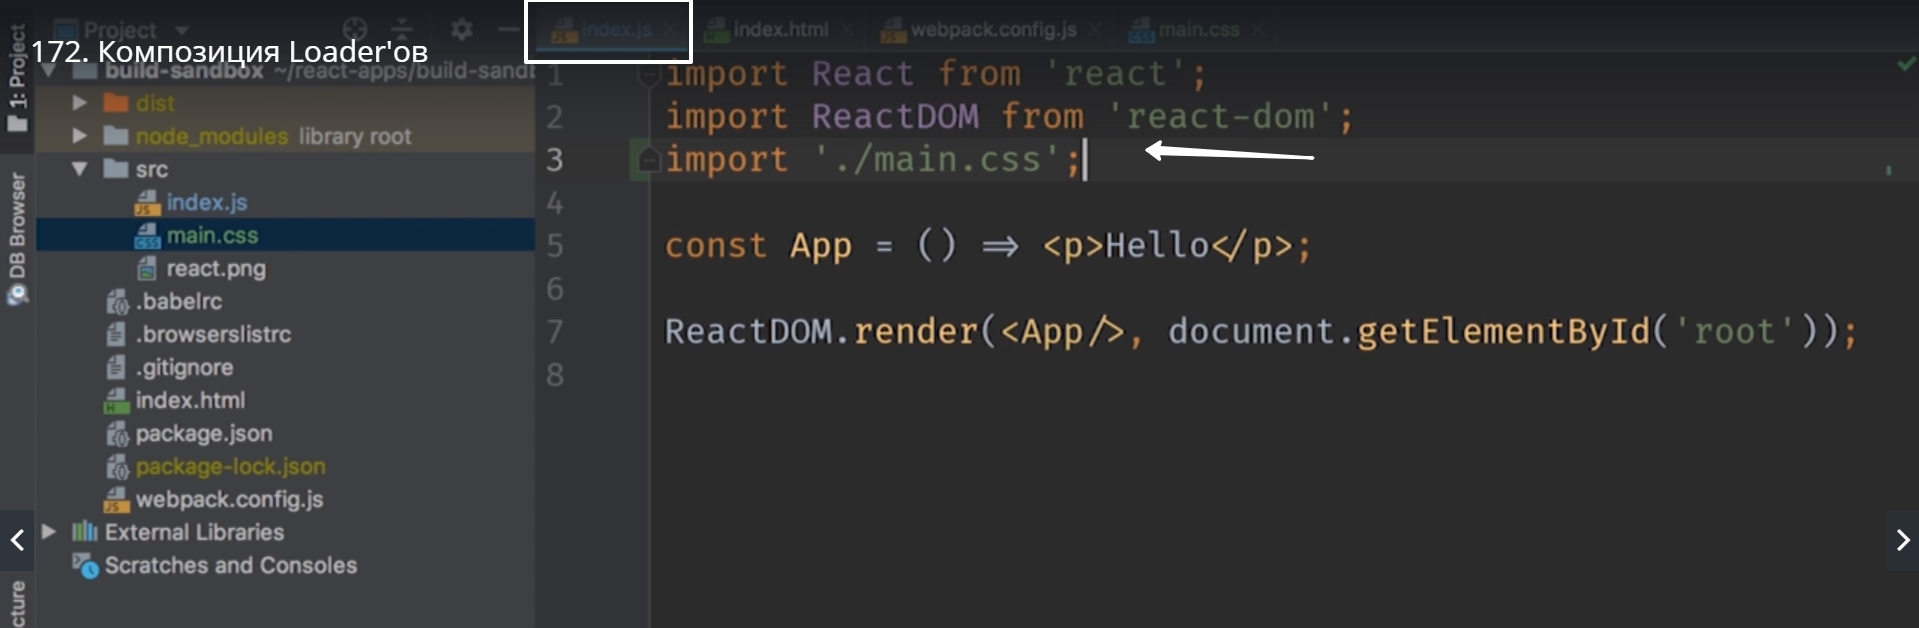 Project
index.js
index.html
webpack.config.js
main.css
172. Композиция Loader'ов
1: Project
DB Browser
cture
build-sandbox ~/react-apps/build-sandb
dist
node_modules library root
src
index.js
main.css
react.png
.babelrc
.browserslistrc
.gitignore
index.html
package.json
package-lock.json
webpack.config.js
External Libraries
Scratches and Consoles
1 import React from 'react';
2 import ReactDOM from 'react-dom';
3 import './main.css';
4
5 const App = () => <p>Hello</p>;
6
7 ReactDOM.render(<App/>, document.getElementById('root'));
8